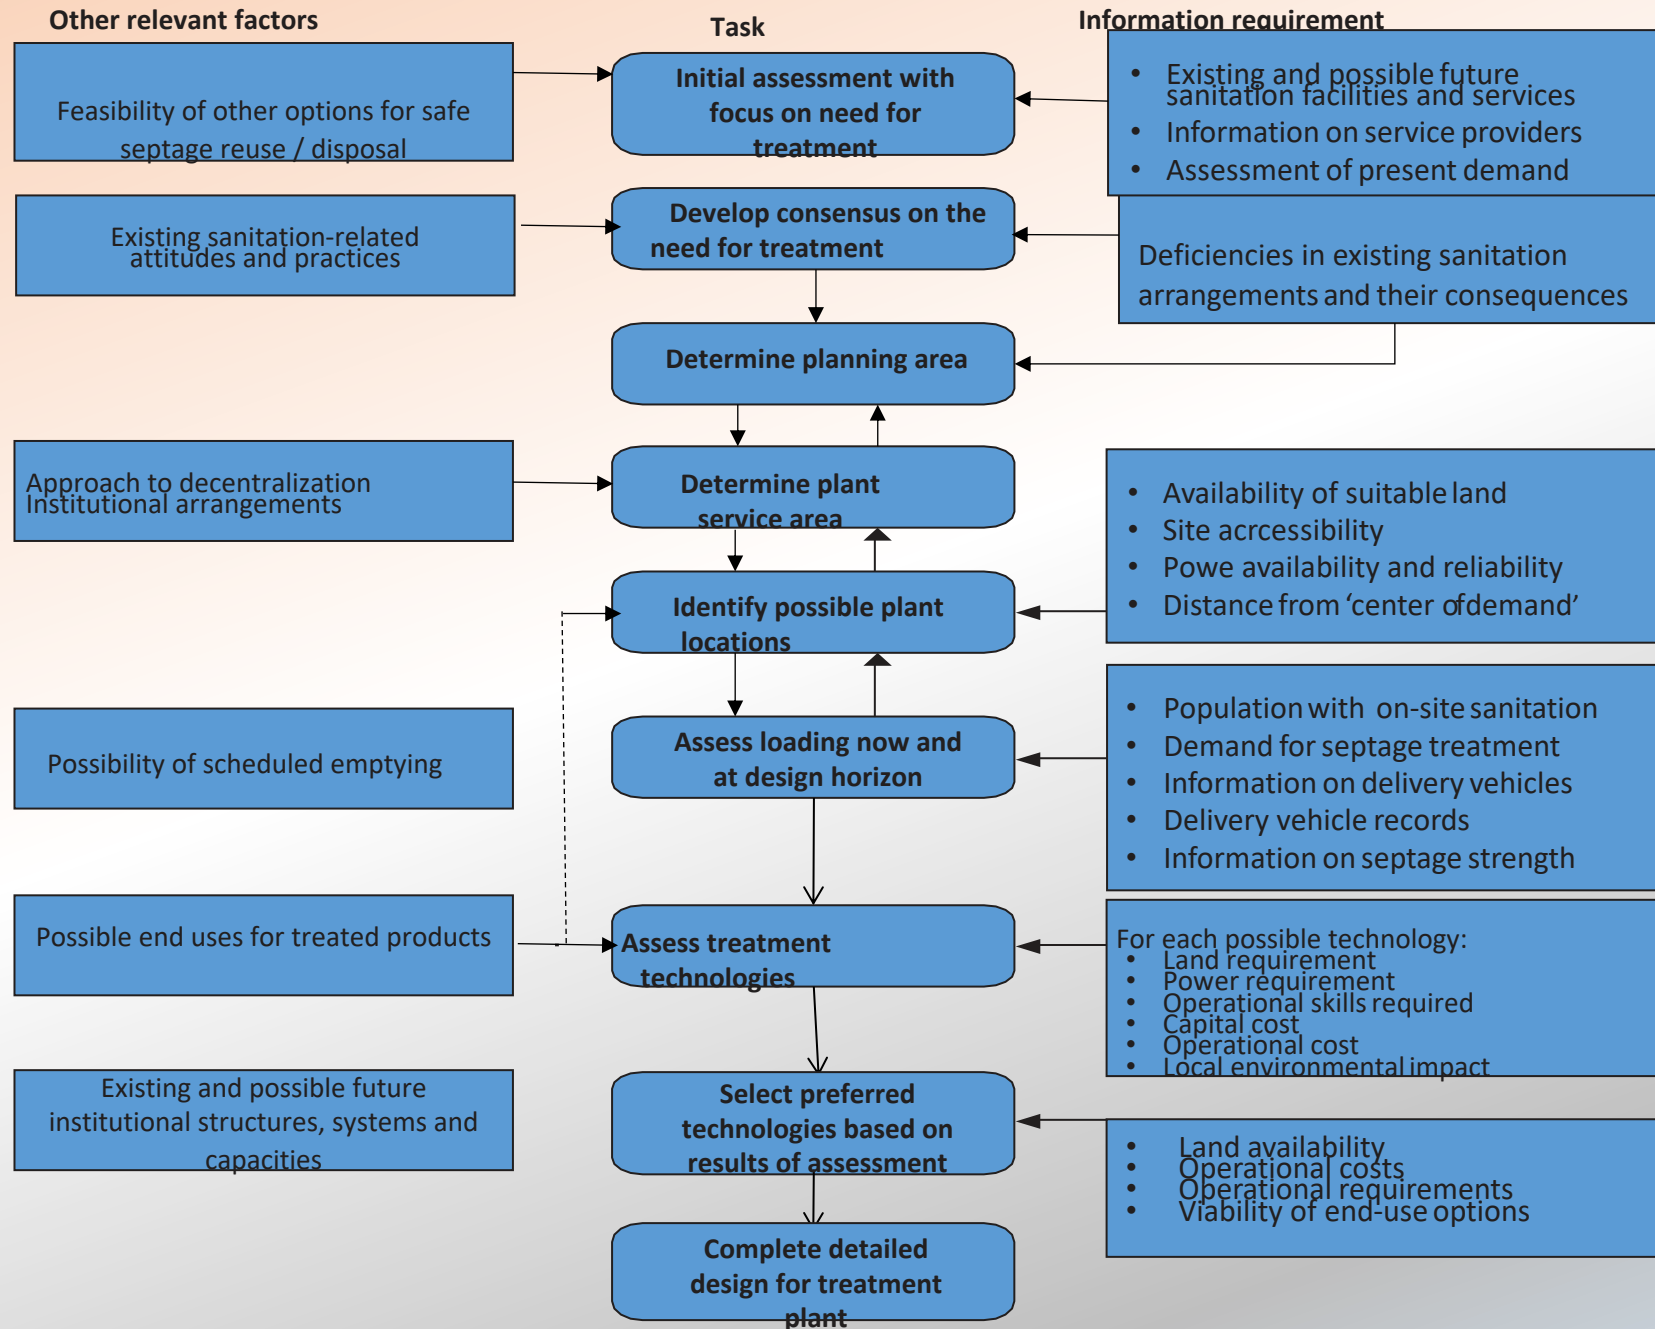 Other relevant factors
Task
Information requirement
Feasibility of other options for safe
septage reuse / disposal
Initial assessment with
focus on need for
treatment
• Existing and possible future
sanitation facilities and services
• Information on service providers
• Assessment of present demand
Existing sanitation-related
attitudes and practices
Develop consensus on the
need for treatment
Deficiencies in existing sanitation
arrangements and their consequences
Determine planning area
Approach to decentralization
Institutional arrangements
Determine plant
service area
• Availability of suitable land
• Site acrcessibility
• Powe availability and reliability
• Distance from ‘center ofdemand’
Identify possible plant
locations
Possibility of scheduled emptying
Assess loading now and
at design horizon
• Population with on-site sanitation
• Demand for septage treatment
• Information on delivery vehicles
• Delivery vehicle records
• Information on septage strength
Possible end uses for treated products
Assess treatment
technologies
For each possible technology:
• Land requirement
• Power requirement
• Operational skills required
• Capital cost
• Operational cost
• Local environmental impact
Existing and possible future
institutional structures, systems and
capacities
Select preferred
technologies based on
results of assessment
• Land availability
• Operational costs
• Operational requirements
• Viability of end-use options
Complete detailed
design for treatment
plant